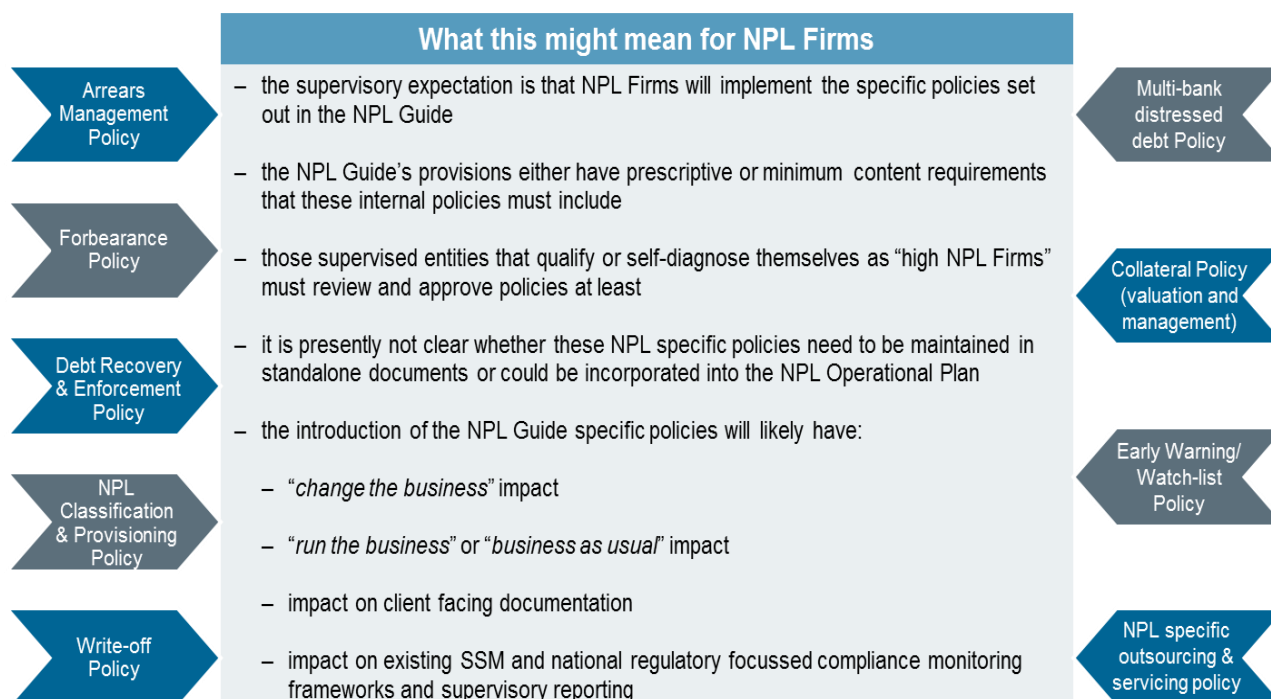 What this might mean for NPL Firms
Arrears
Management
Policy
Forbearance
Policy
Debt Recovery
& Enforcement
Policy
NPL
Classification
& Provisioning
Policy
Write-off
Policy
– the supervisory expectation is that NPL Firms will implement the specific policies set
out in the NPL Guide
– the NPL Guide's provisions either have prescriptive or minimum content requirements
that these internal policies must include
– those supervised entities that qualify or self-diagnose themselves as “high NPL Firms”
must review and approve policies at least
– it is presently not clear whether these NPL specific policies need to be maintained in
standalone documents or could be incorporated into the NPL Operational Plan
– the introduction of the NPL Guide specific policies will likely have:
– “change the business” impact
– “run the business” or “business as usual” impact
– impact on client facing documentation
– impact on existing SSM and national regulatory focussed compliance monitoring
frameworks and supervisory reporting
Multi-bank
distressed
debt Policy
Collateral Policy
(valuation and
management)
Early Warning/
Watch-list
Policy
NPL specific
outsourcing &
servicing policy